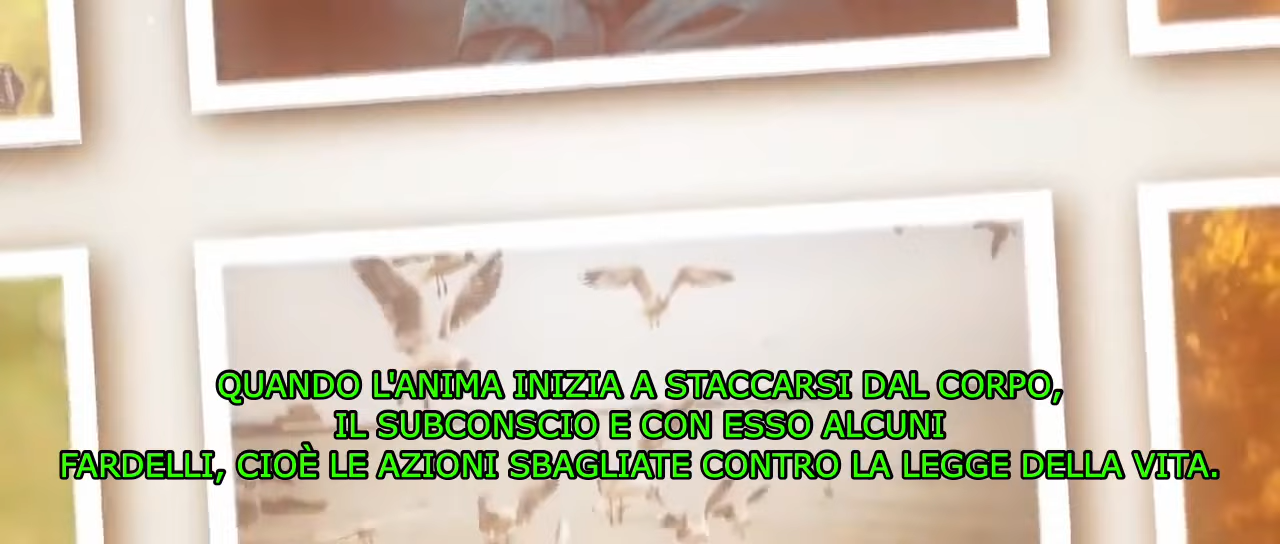 QUANDO L'ANIMA INIZIA A STACCARSI DAL CORPO,
IL SUBCONSCIO E CON ESSO ALCUNI
FARDELLI, CIOÈ LE AZIONI SBAGLIATE CONTRO LA LEGGE DELLA VITA.